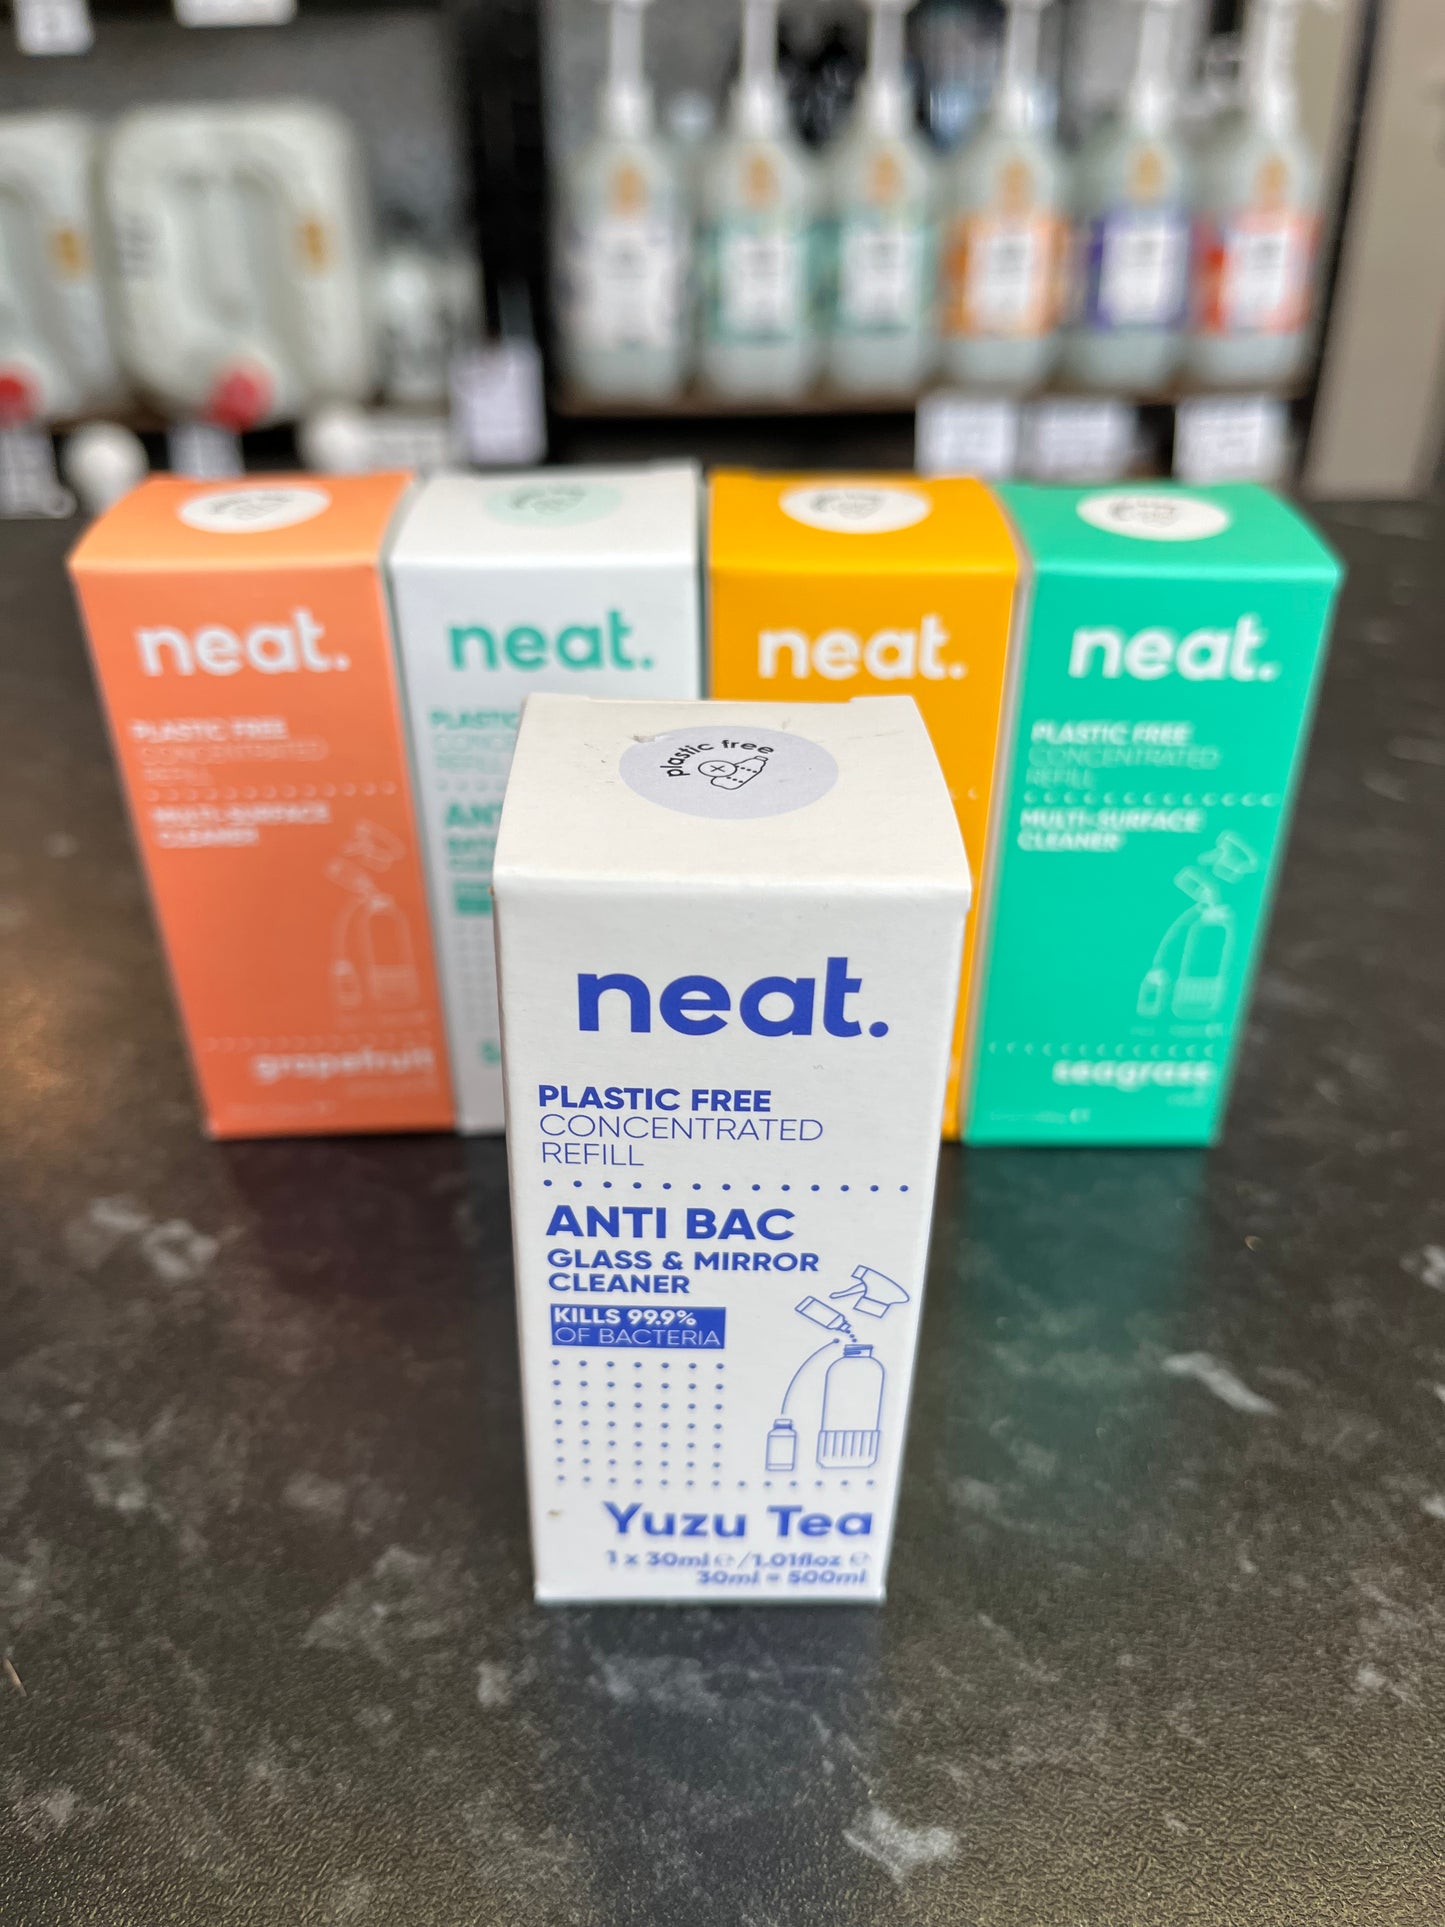 neat.
neat.
neat.
neat.
PLASTIC FREE
CONCENTRATED
REFILL
MULTI-SURFACE
CLEANER
grapefruit
PLASTIC
ANTI
PLASTIC FREE
CONCENTRATED
REFILL
MULTI-SURFACE
CLEANER
seagrass
plastic free
neat.
PLASTIC FREE
CONCENTRATED
REFILL
ANTI BAC
GLASS & MIRROR
CLEANER
KILLS 99.9%
OF BACTERIA
Yuzu Tea
1 x 30ml ℮/1.01floz ℮
30ml = 500ml